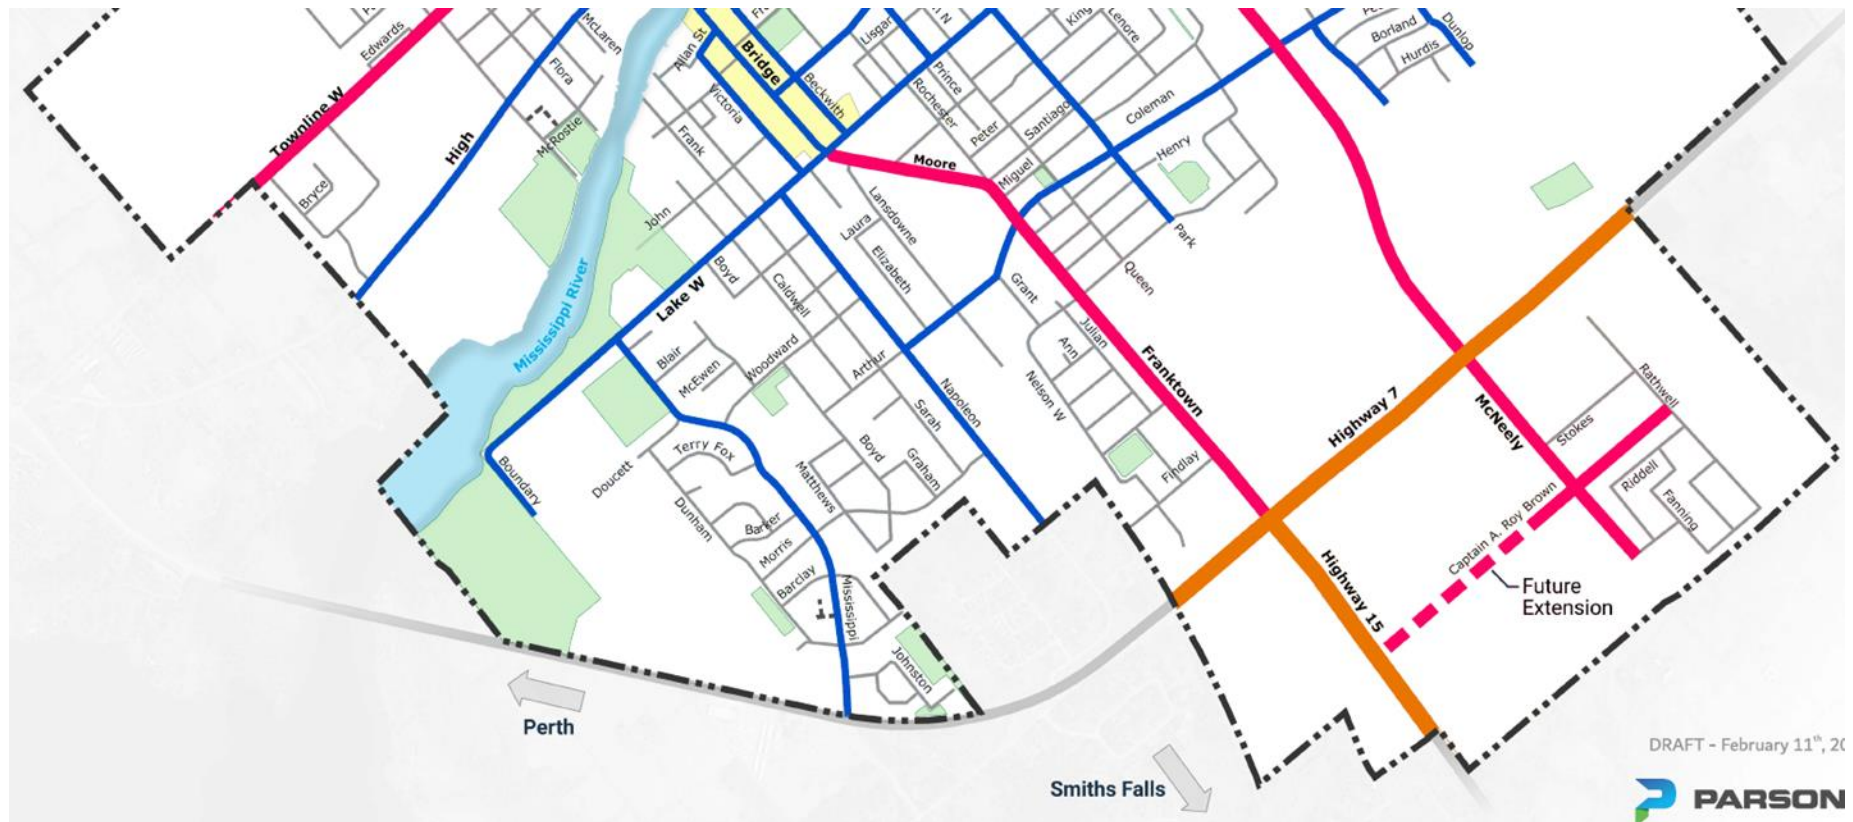 McLaren
Edwards
Flora
Townline W
High
McRostie
Bryce
Allan St
Bridge
Victoria
Beckwith
Lisgar
Frank
John
King
Lenore
Prince
Rochester
Peter
Santiago
Coleman
Miguel
Henry
Borland
Hurdis
Dunlop
Moore
Lansdowne
Laura
Elizabeth
Park
Queen
Grant
Julian
Ann
Mississippi River
Lake W
Boyd
Caldwell
Blair
McEwen
Woodward
Arthur
Nelson W
Franktown
Napoleon
Sarah
Highway 7
McNeely
Rathwell
Stokes
Boundary
Doucett
Terry Fox
Matthews
Boyd
Graham
Findlay
Riddell
Fanning
Dunham
Barker
Morris
Barclay
Mississippi
Johnston
Captain A. Roy Brown
Highway 15
Future
Extension
Perth
Smiths Falls
DRAFT - February 11th, 20
PARSON